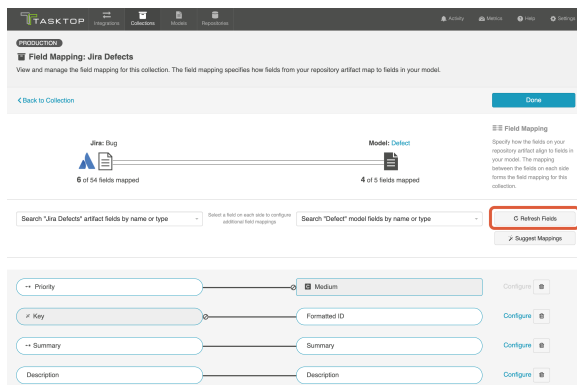 TASKTOP
Integrations
Collections
Models
Repositories
Activity
Metrics
Help
Settings
PRODUCTION
Field Mapping: Jira Defects
View and manage the field mapping for this collection. The field mapping specifies how fields from your repository artifact map to fields in your model.
Back to Collection
Done
Jira: Bug
Model: Defect
6 of 54 fields mapped
4 of 5 fields mapped
Field Mapping
Specify how the fields on your
repository artifact align to fields in
your model. The mapping
between the fields on each side
forms the field mapping for this
collection.
Search "Jira Defects" artifact fields by name or type
Select a field on each side to configure
additional field mappings
Search "Defect" model fields by name or type
Refresh Fields
Suggest Mappings
Priority
Medium
Configure
Key
Formatted ID
Configure
Summary
Summary
Configure
Description
Description
Configure